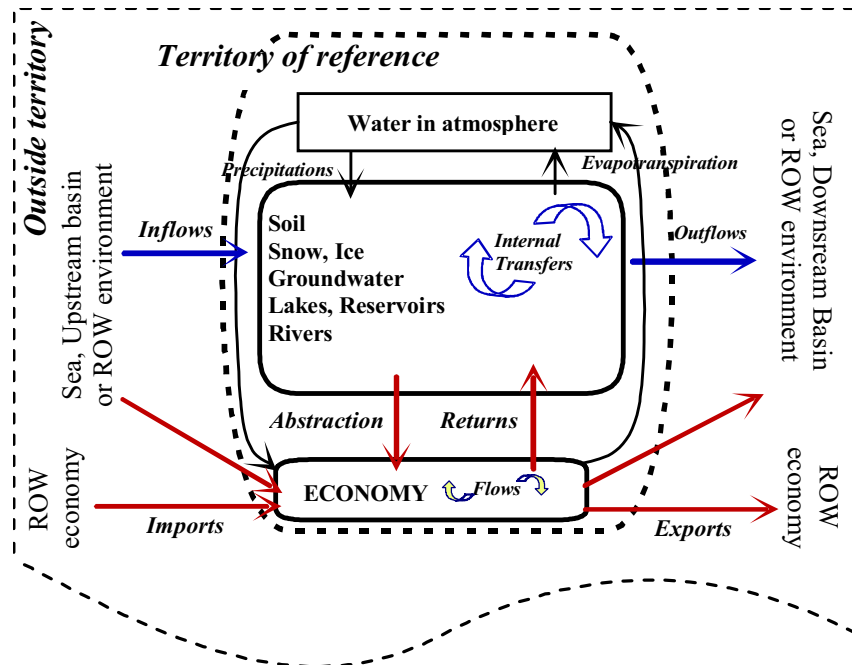 Territory of reference
Outside territory
Water in atmosphere
Precipitations
Evapotranspiration
Sea, Upstream basin
or ROW environment
Inflows
Soil
Snow, Ice
Groundwater
Lakes, Reservoirs
Rivers
Internal
Transfers
Outflows
Sea, Downsream Basin
or ROW environment
Abstraction
Returns
ROW
economy
Imports
ECONOMY
Flows
Exports
ROW
economy